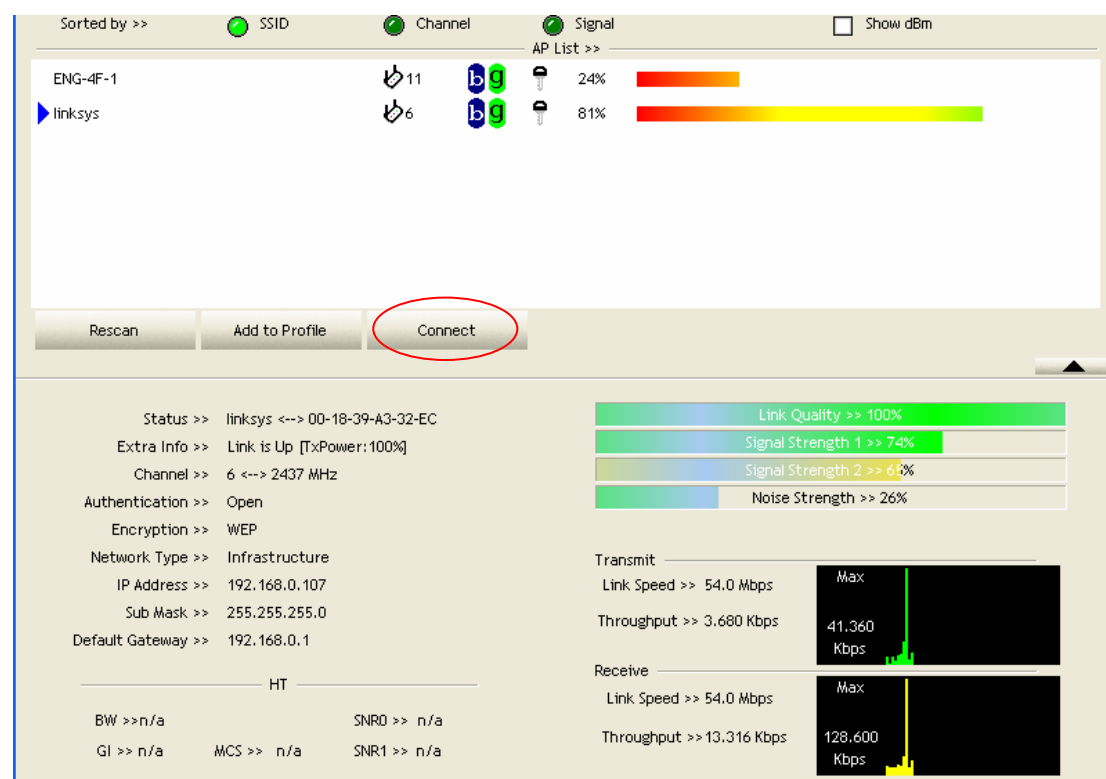 Sorted by >> SSID Channel Signal Show dBm
AP List >>
ENG-4F-1 11 b g 24%
linksys 6 b g 81%
Rescan Add to Profile Connect
Status >> linksys <--> 00-18-39-A3-32-EC
Extra Info >> Link is Up [TxPower:100%]
Channel >> 6 <--> 2437 MHz
Authentication >> Open
Encryption >> WEP
Network Type >> Infrastructure
IP Address >> 192.168.0.107
Sub Mask >> 255.255.255.0
Default Gateway >> 192.168.0.1
HT
BW >>n/a SNR0 >> n/a
GI >> n/a MCS >> n/a SNR1 >> n/a
Link Quality >> 100%
Signal Strength 1 >> 74%
Signal Strength 2 >>
Noise Strength >> 26%
Transmit
Link Speed >> 54.0 Mbps
Throughput >> 3.680 Kbps
Max
41.360
Kbps
Receive
Link Speed >> 54.0 Mbps
Throughput >> 13.316 Kbps
Max
128.600
Kbps